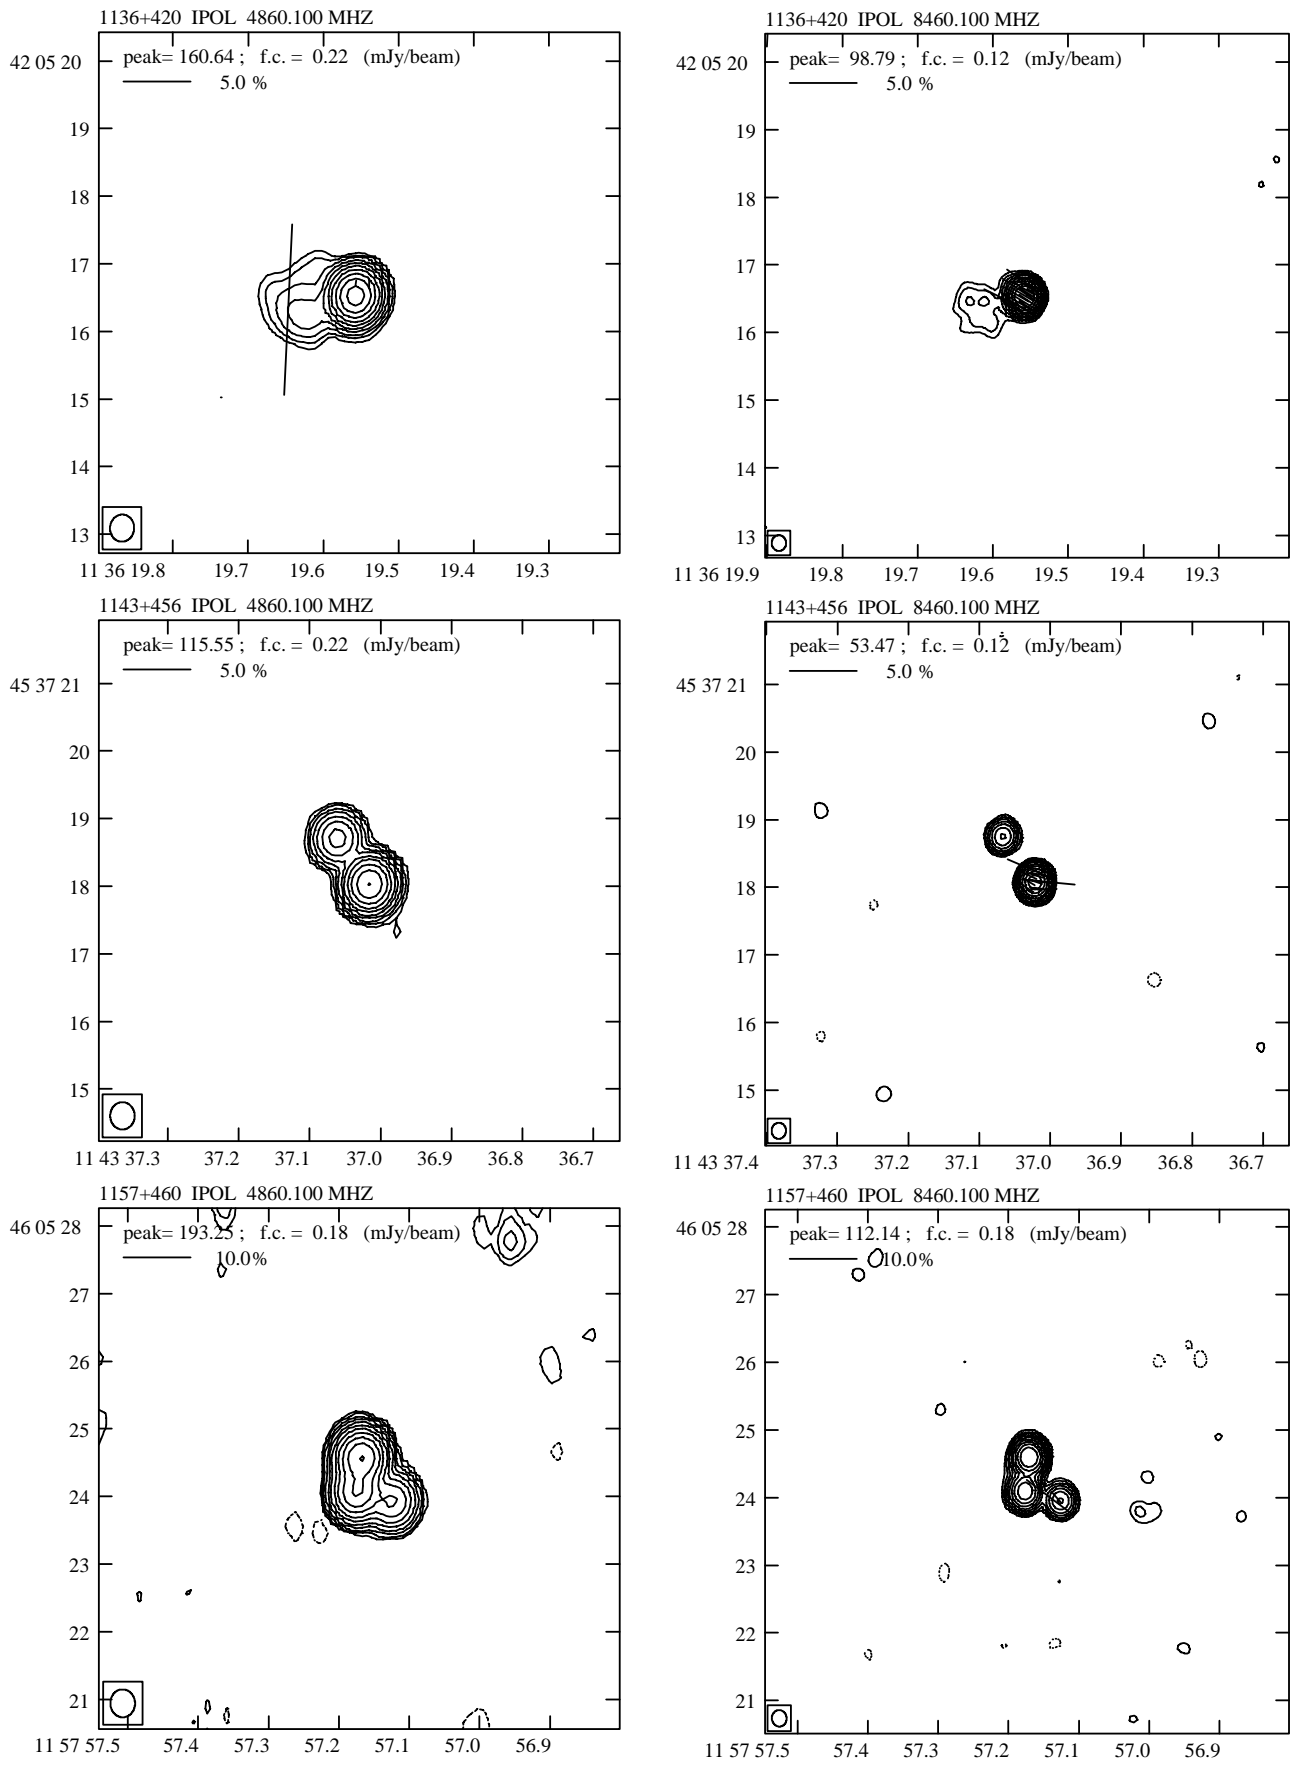 1136+420 IPOL 4860.100 MHZ
peak= 160.64 ; f.c. = 0.22 (mJy/beam)
5.0 %
42 05 20
19
18
17
16
15
14
13
11 36 19.8 19.7 19.6 19.5 19.4 19.3
1136+420 IPOL 8460.100 MHZ
peak= 98.79 ; f.c. = 0.12 (mJy/beam)
5.0 %
42 05 20
19
18
17
16
15
14
13
11 36 19.9 19.8 19.7 19.6 19.5 19.4 19.3
1143+456 IPOL 4860.100 MHZ
peak= 115.55 ; f.c. = 0.22 (mJy/beam)
5.0 %
45 37 21
20
19
18
17
16
15
11 43 37.3 37.2 37.1 37.0 36.9 36.8 36.7
1143+456 IPOL 8460.100 MHZ
peak= 53.47 ; f.c. = 0.12 (mJy/beam)
5.0 %
45 37 21
20
19
18
17
16
15
11 43 37.4 37.3 37.2 37.1 37.0 36.9 36.8 36.7
1157+460 IPOL 4860.100 MHZ
peak= 193.25 ; f.c. = 0.18 (mJy/beam)
10.0%
46 05 28
27
26
25
24
23
22
21
11 57 57.5 57.4 57.3 57.2 57.1 57.0 56.9
1157+460 IPOL 8460.100 MHZ
peak= 112.14 ; f.c. = 0.18 (mJy/beam)
10.0%
46 05 28
27
26
25
24
23
22
21
11 57 57.5 57.4 57.3 57.2 57.1 57.0 56.9